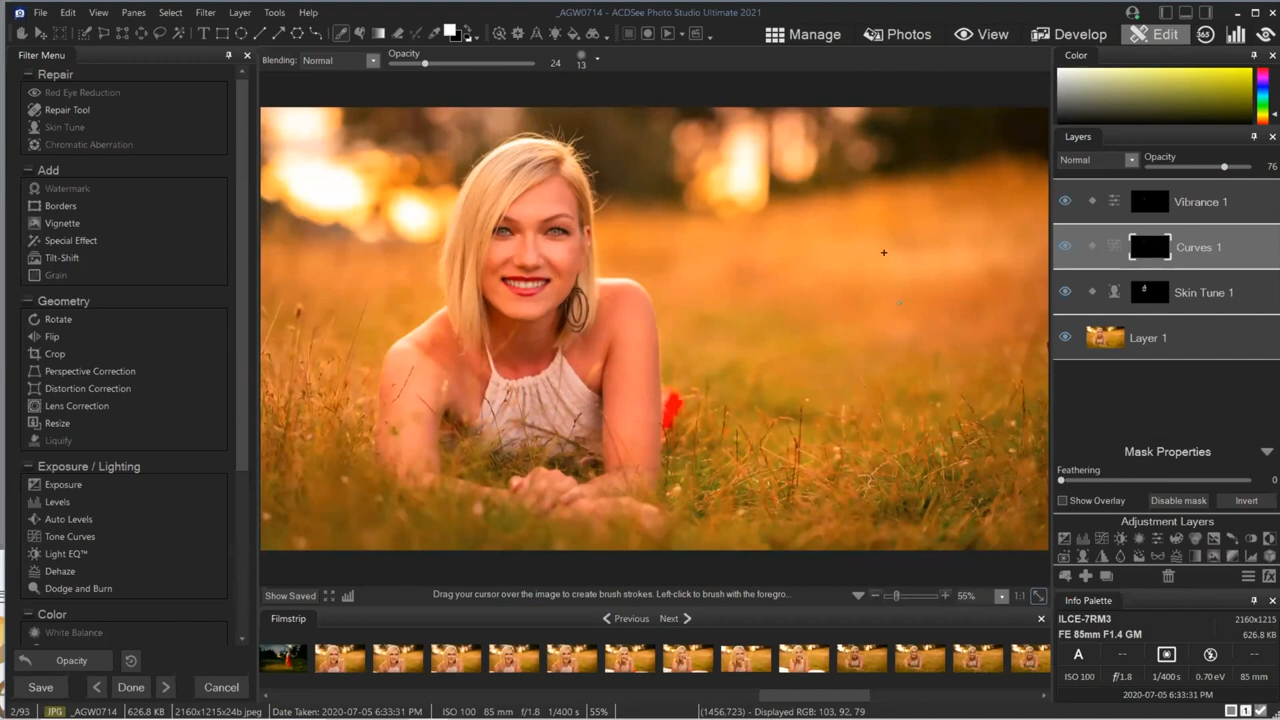 File Edit View Panes Select Filter Layer Tools Help
_AGW0714 - ACDSee Photo Studio Ultimate 2021
Manage Photos View Develop Edit 365
Filter Menu
Repair
Red Eye Reduction
Repair Tool
Skin Tune
Chromatic Aberration
Add
Watermark
Borders
Vignette
Special Effect
Tilt-Shift
Grain
Geometry
Rotate
Flip
Crop
Perspective Correction
Distortion Correction
Lens Correction
Resize
Liquify
Exposure / Lighting
Exposure
Levels
Auto Levels
Tone Curves
Light EQ™
Dehaze
Dodge and Burn
Color
White Balance
Opacity
Save Done Cancel
Blending: Normal Opacity 24 13
Show Saved
Drag your cursor over the image to create brush strokes. Left-click to brush with the foregro...
55% 1:1
Filmstrip Previous Next
Color
Layers
Normal Opacity 76
Vibrance 1
Curves 1
Skin Tune 1
Layer 1
Mask Properties
Feathering 0
Show Overlay Disable mask Invert
Adjustment Layers
Info Palette
ILCE-7RM3 2160x1215
FE 85mm F1.4 GM 626.8 KB
A -- --
ISO 100 f/1.8 1/400 s 0.70 eV 85 mm
2020-07-05 6:33:31 PM
2/93 JPG _AGW0714 626.8 KB 2160x1215x24b jpeg Date Taken: 2020-07-05 6:33:31 PM ISO 100 85 mm f/1.8 1/400 s 55% (1456,723) - Displayed RGB: 103, 92, 79 1